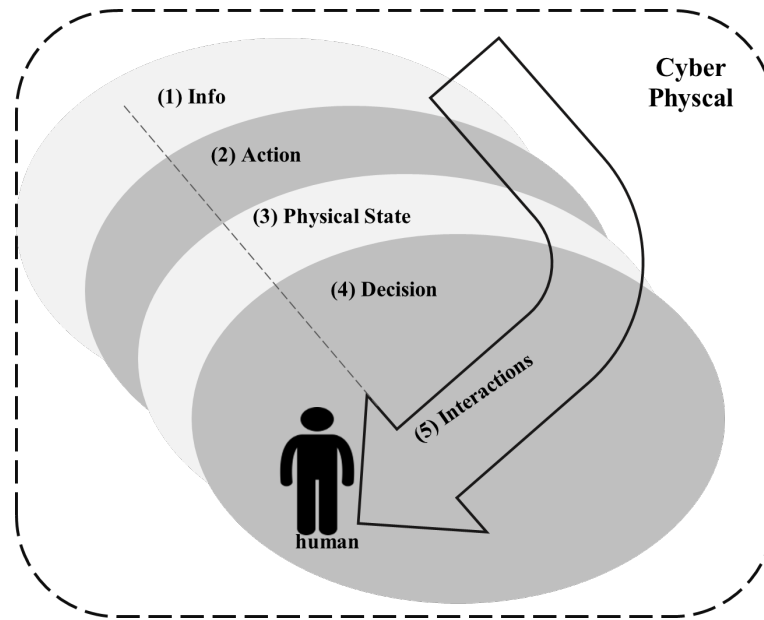 Cyber
Physcal
(1) Info
(2) Action
(3) Physical State
(4) Decision
(5) Interactions
human